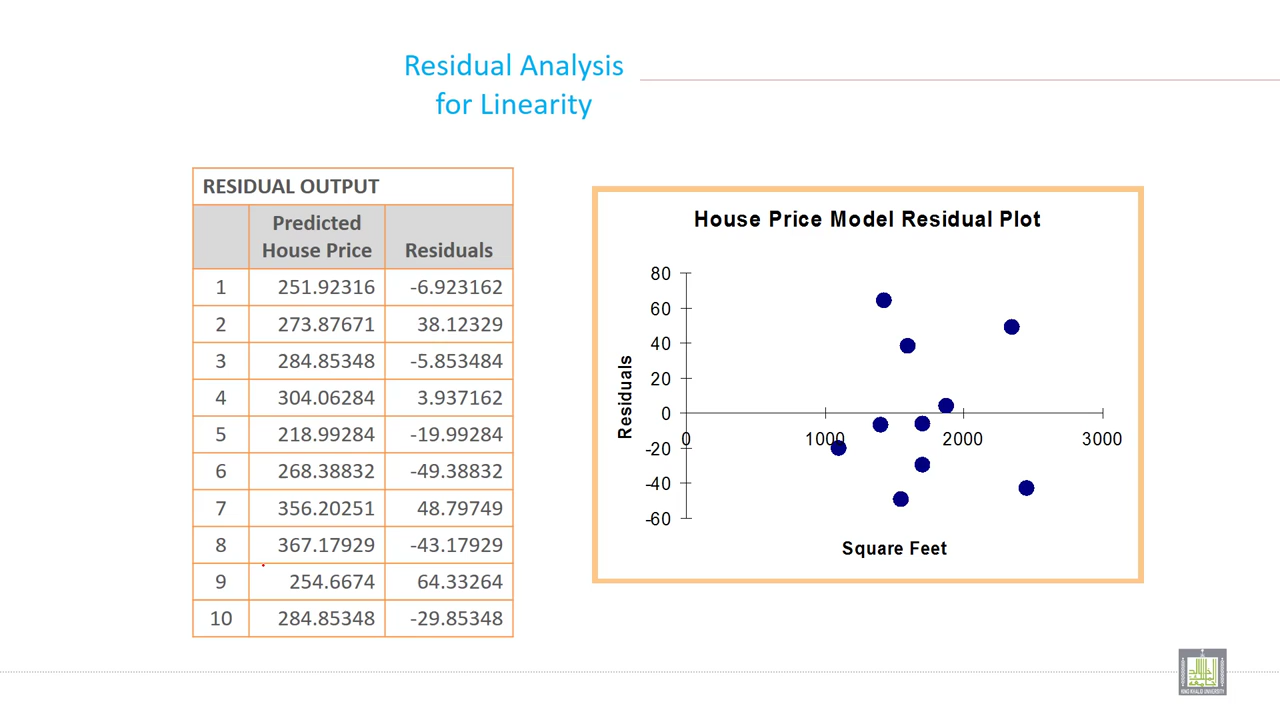 Residual Analysis
for Linearity
RESIDUAL OUTPUT
Predicted
House Price Residuals
1 251.92316 -6.923162
2 273.87671 38.12329
3 284.85348 -5.853484
4 304.06284 3.937162
5 218.99284 -19.99284
6 268.38832 -49.38832
7 356.20251 48.79749
8 367.17929 -43.17929
9 254.6674 64.33264
10 284.85348 -29.85348
House Price Model Residual Plot
80
60
40
20
0
-20
-40
-60
Residuals
0 1000 2000 3000
Square Feet
KING KHALID UNIVERSITY